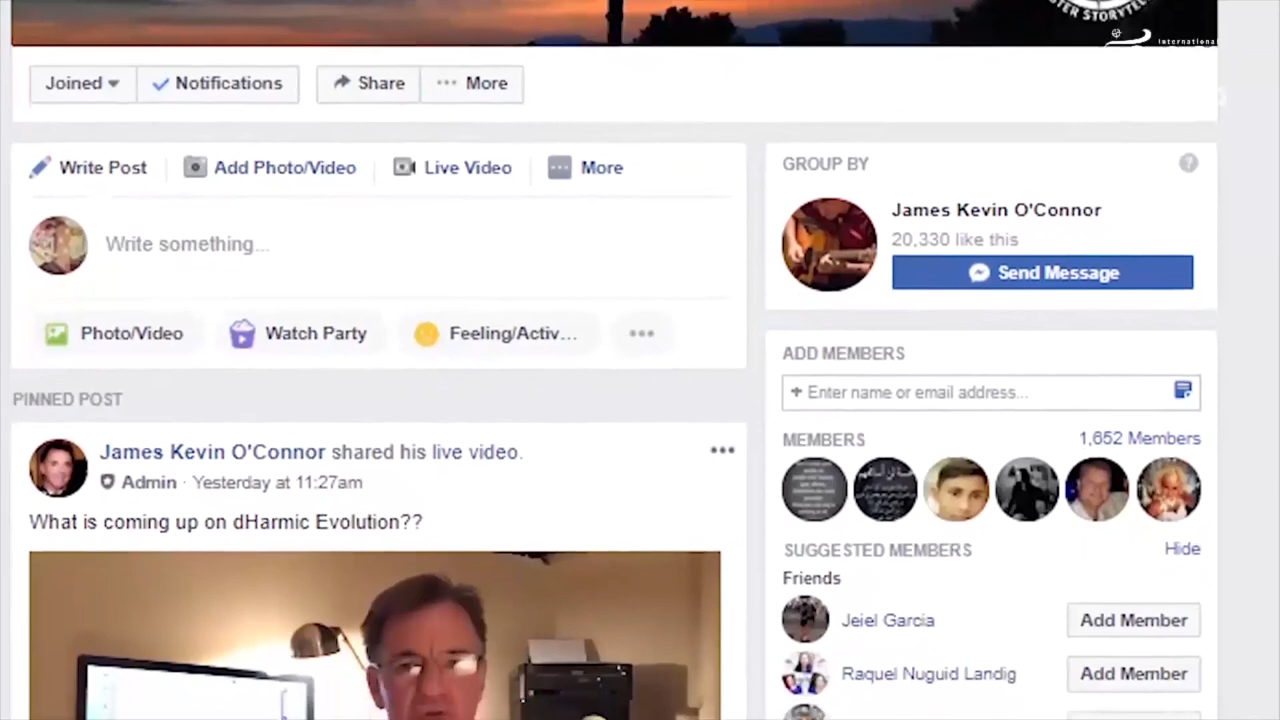 STER STORYTEL
International
Joined
Notifications
Share
More
Write Post
Add Photo/Video
Live Video
More
Write something...
Photo/Video
Watch Party
Feeling/Activ...
PINNED POST
James Kevin O'Connor shared his live video.
Admin · Yesterday at 11:27am
What is coming up on dHarmic Evolution??
GROUP BY
?
James Kevin O'Connor
20,330 like this
Send Message
ADD MEMBERS
+ Enter name or email address...
MEMBERS
1,652 Members
SUGGESTED MEMBERS
Hide
Friends
Jeiel Garcia
Add Member
Raquel Nuguid Landig
Add Member